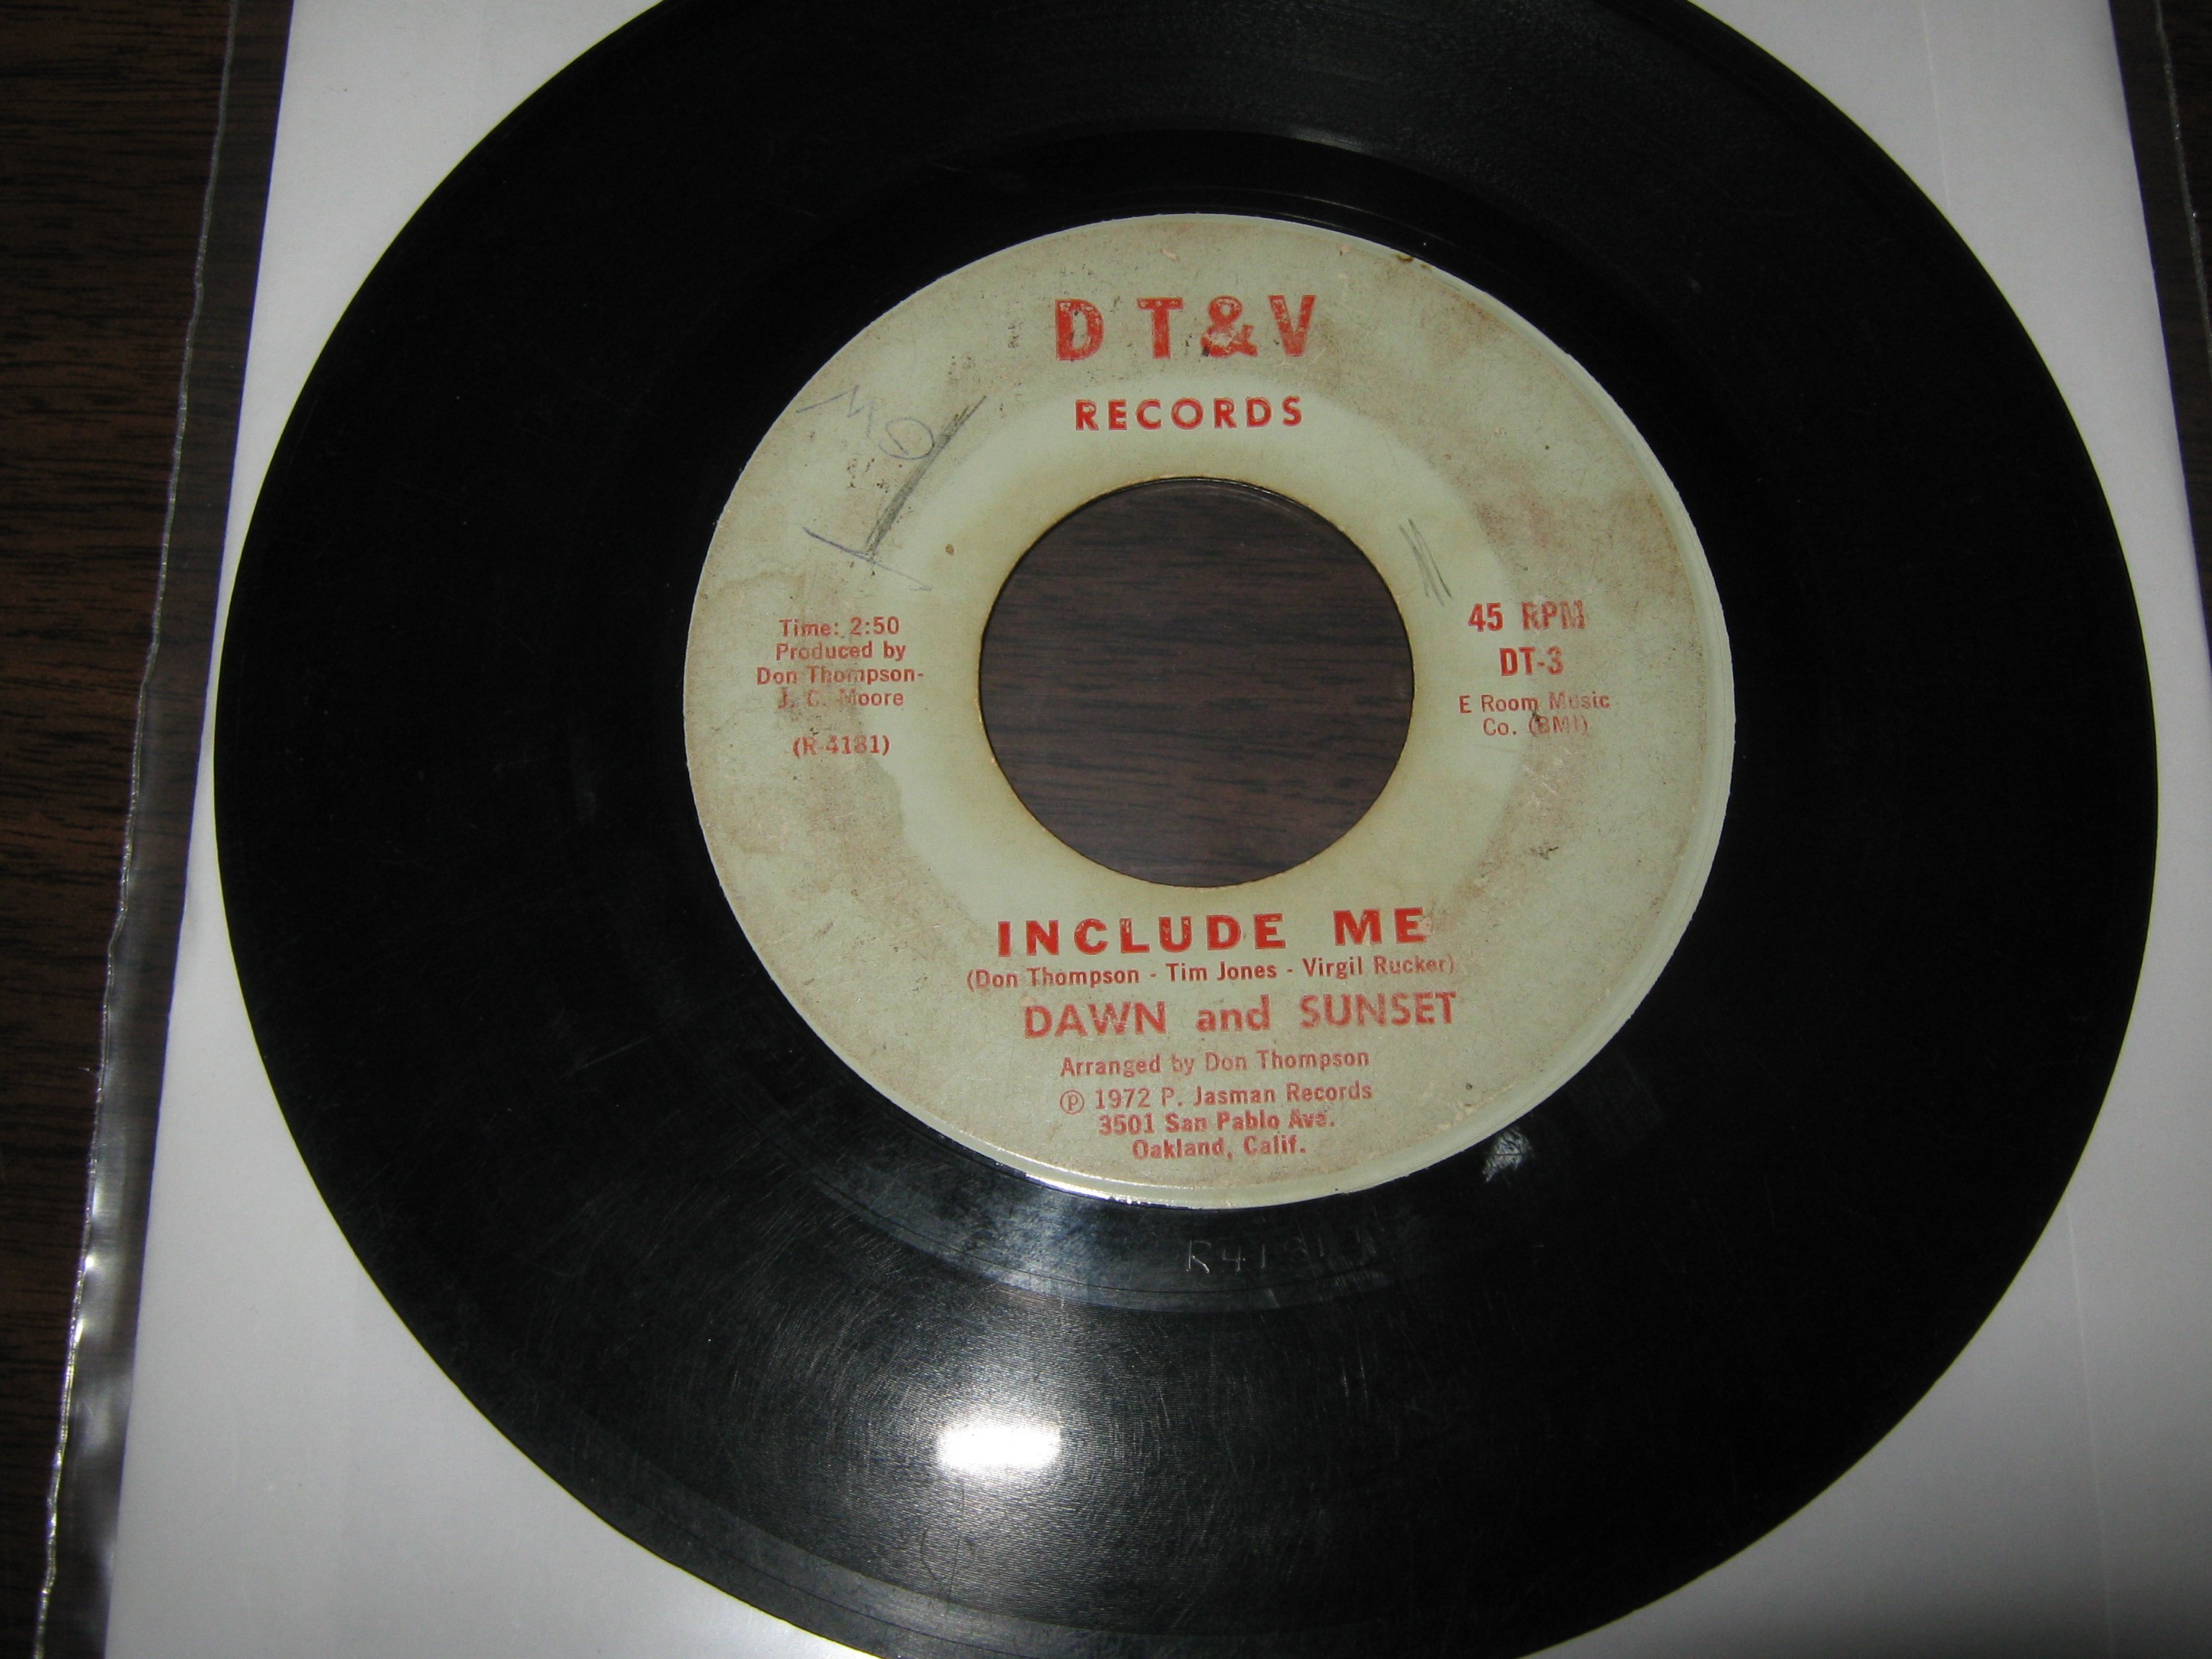 D T&V
RECORDS
Time: 2:50
Produced by
Don Thompson-
J. C. Moore
(R-4181)
45 RPM
DT-3
E Room Music
Co. (BMI)
INCLUDE ME
(Don Thompson - Tim Jones - Virgil Rucker)
DAWN and SUNSET
Arranged by Don Thompson
℗ 1972 P. Jasman Records
3501 San Pablo Ave.
Oakland, Calif.